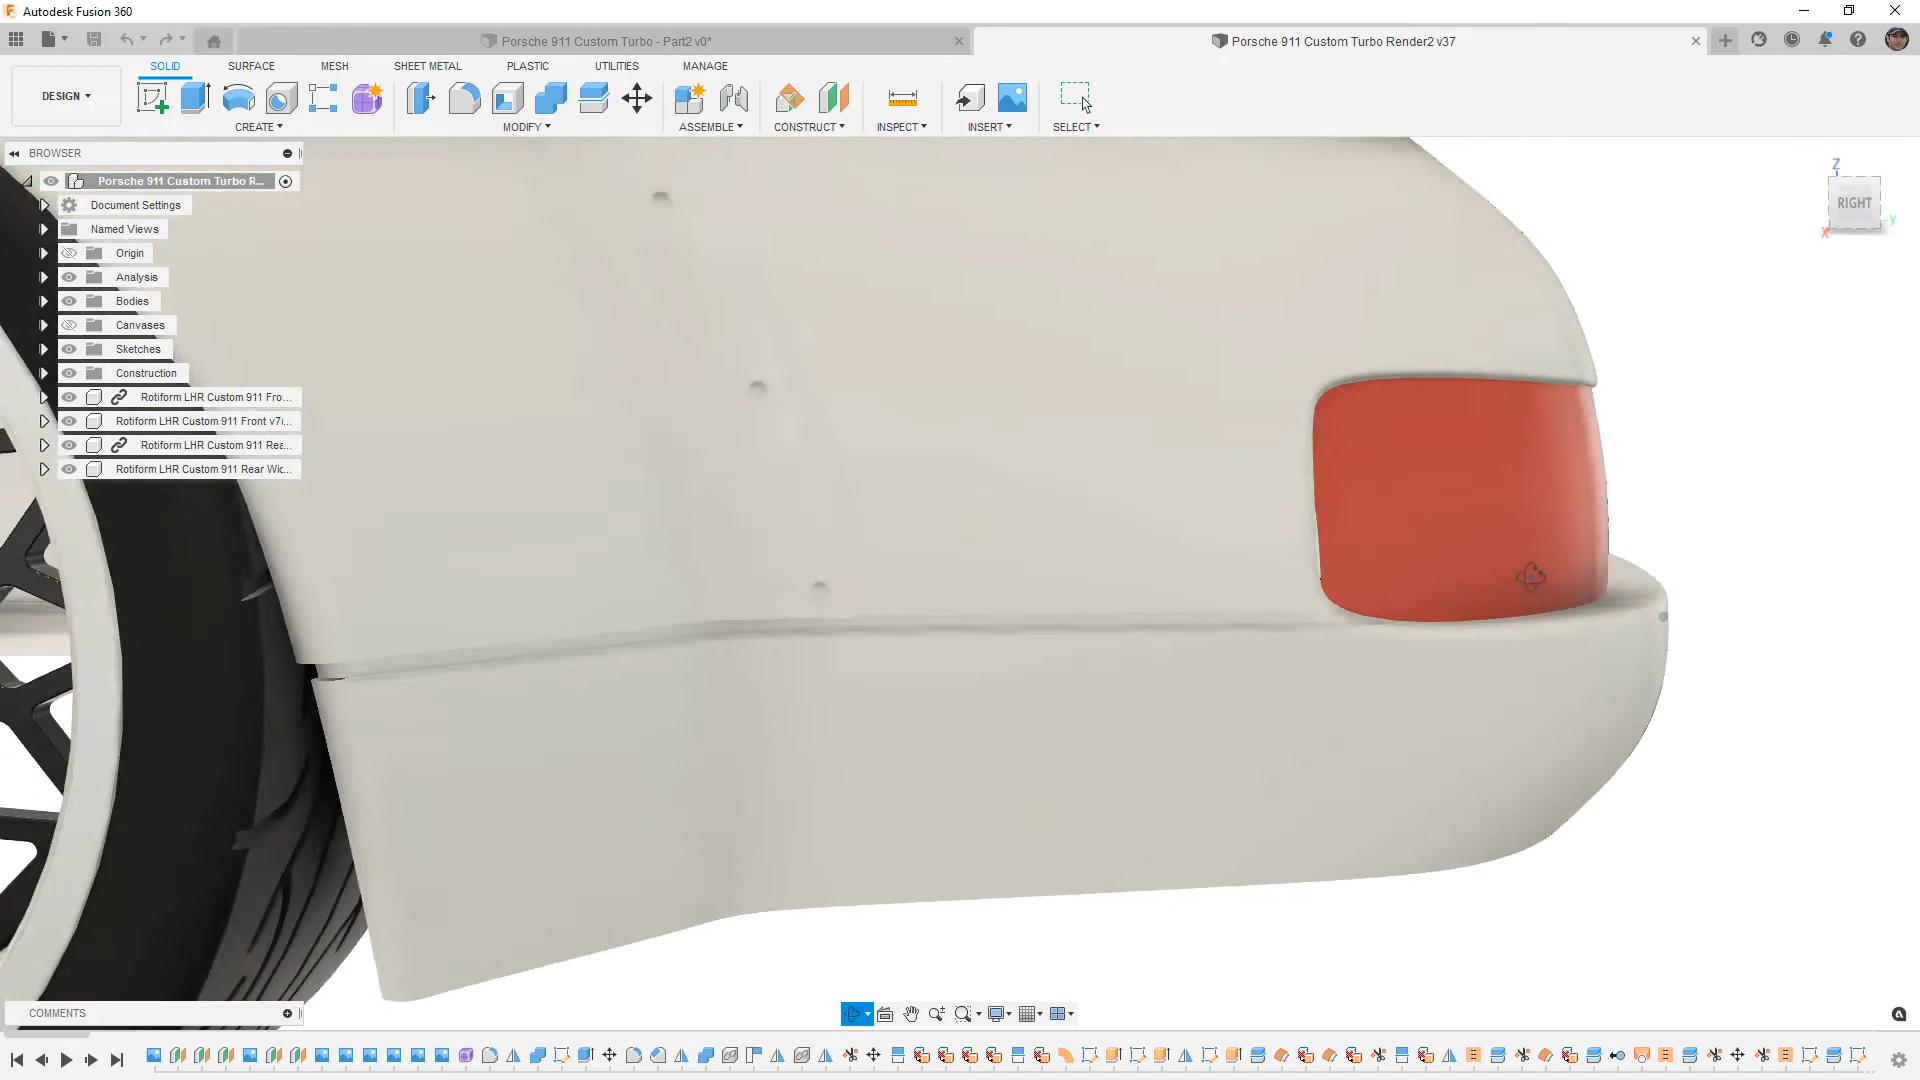 Autodesk Fusion 360
Porsche 911 Custom Turbo - Part2 v0*
Porsche 911 Custom Turbo Render2 v37
DESIGN
SOLID
SURFACE
MESH
SHEET METAL
PLASTIC
UTILITIES
MANAGE
CREATE
MODIFY
ASSEMBLE
CONSTRUCT
INSPECT
INSERT
SELECT
BROWSER
Porsche 911 Custom Turbo R...
Document Settings
Named Views
Origin
Analysis
Bodies
Canvases
Sketches
Construction
Rotiform LHR Custom 911 Fro...
Rotiform LHR Custom 911 Front v7...
Rotiform LHR Custom 911 Rea...
Rotiform LHR Custom 911 Rear Wic...
Z
RIGHT
Y
X
COMMENTS